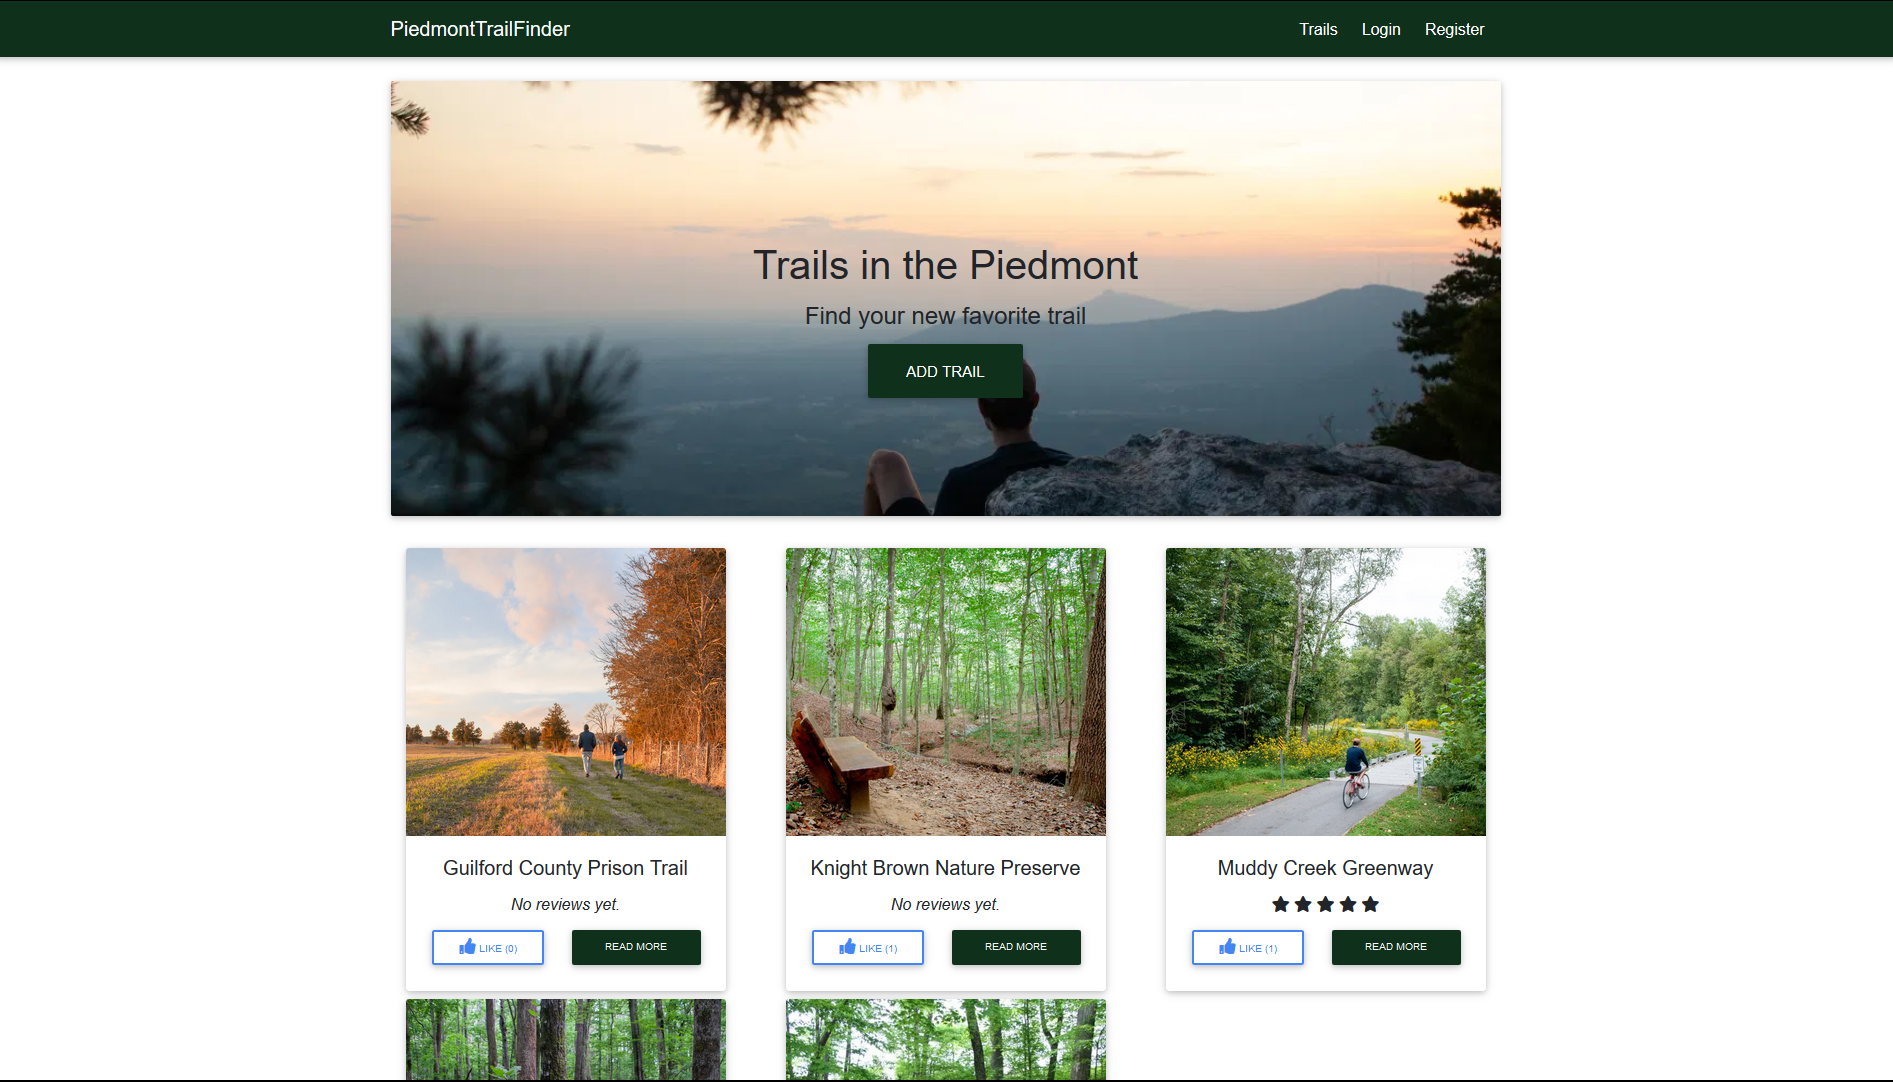 PiedmontTrailFinder
Trails Login Register
Trails in the Piedmont
Find your new favorite trail
ADD TRAIL
Guilford County Prison Trail
No reviews yet.
LIKE (0) READ MORE
Knight Brown Nature Preserve
No reviews yet.
LIKE (1) READ MORE
Muddy Creek Greenway
LIKE (1) READ MORE